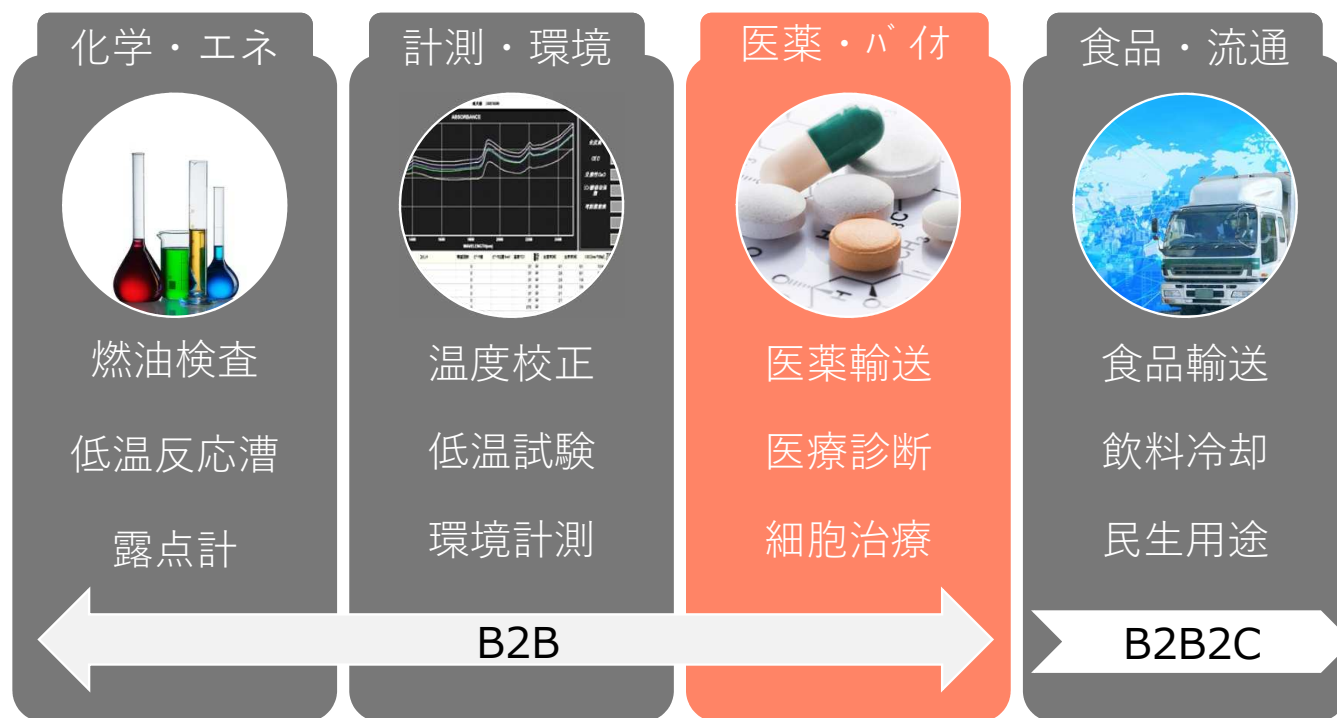 化学・エネ
燃油検査
低温反応漕
露点計
計測・環境
ABSORBANCE
WAVELENGTH(nm)
温度校正
低温試験
環境計測
医薬・ﾊﾞｲｵ
医薬輸送
医療診断
細胞治療
食品・流通
食品輸送
飲料冷却
民生用途
B2B
B2B2C